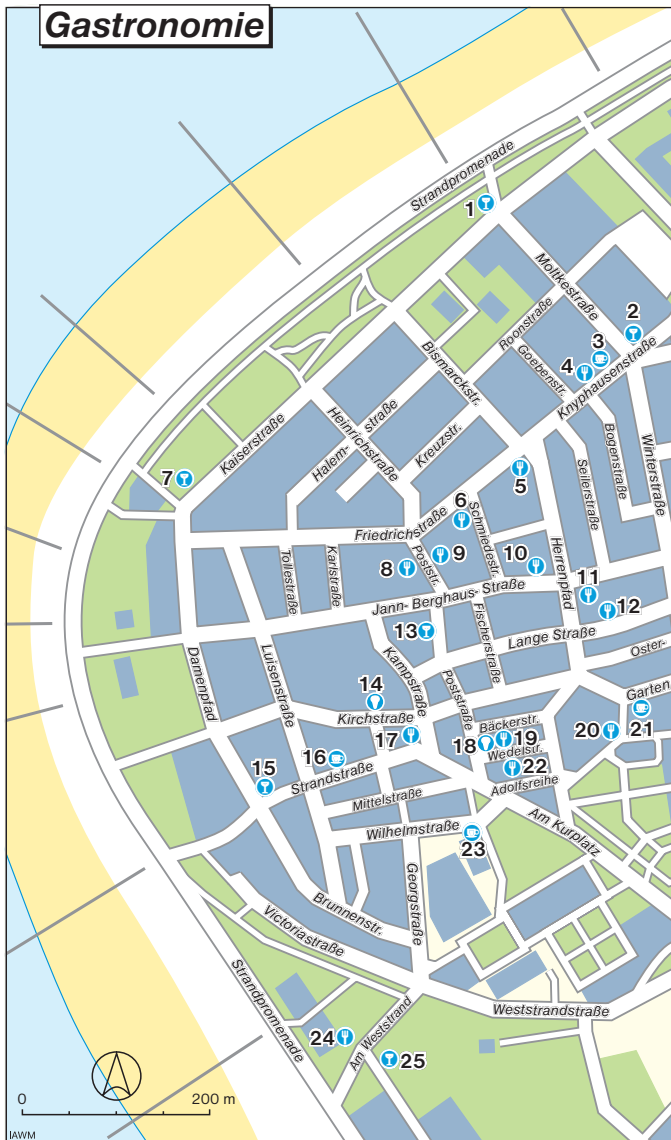 Gastronomie
Strandpromenade
1
Moltkestraße
2
Roonstraße
3
4
Goebenstr.
Knyphausenstraße
Bismarckstr.
Kaiserstraße
Heinrichstraße
Halem-
straße
Kreuzstr.
Bogenstraße
Winterstraße
Seilerstraße
5
7
6
Friedrichstraße
Schmiedestr.
Herrenpfad
8
9
10
Poststr.
Tollestraße
Karlstraße
11
12
Jann- Berghaus- Straße
13
Fischerstraße
Lange Straße
Oster-
Damenpfad
Luisenstraße
Kampstraße
14
Poststraße
Garten
Kirchstraße
17
Bäckerstr.
18
19
20
21
Wedelstr.
16
22
15
Strandstraße
Adolfsreihe
Mittelstraße
Am Kurplatz
Wilhelmstraße
23
Georgstraße
Brunnenstr.
Victoriastraße
Strandpromenade
Weststrandstraße
Am Weststrand
24
25
0
200 m
IAWM